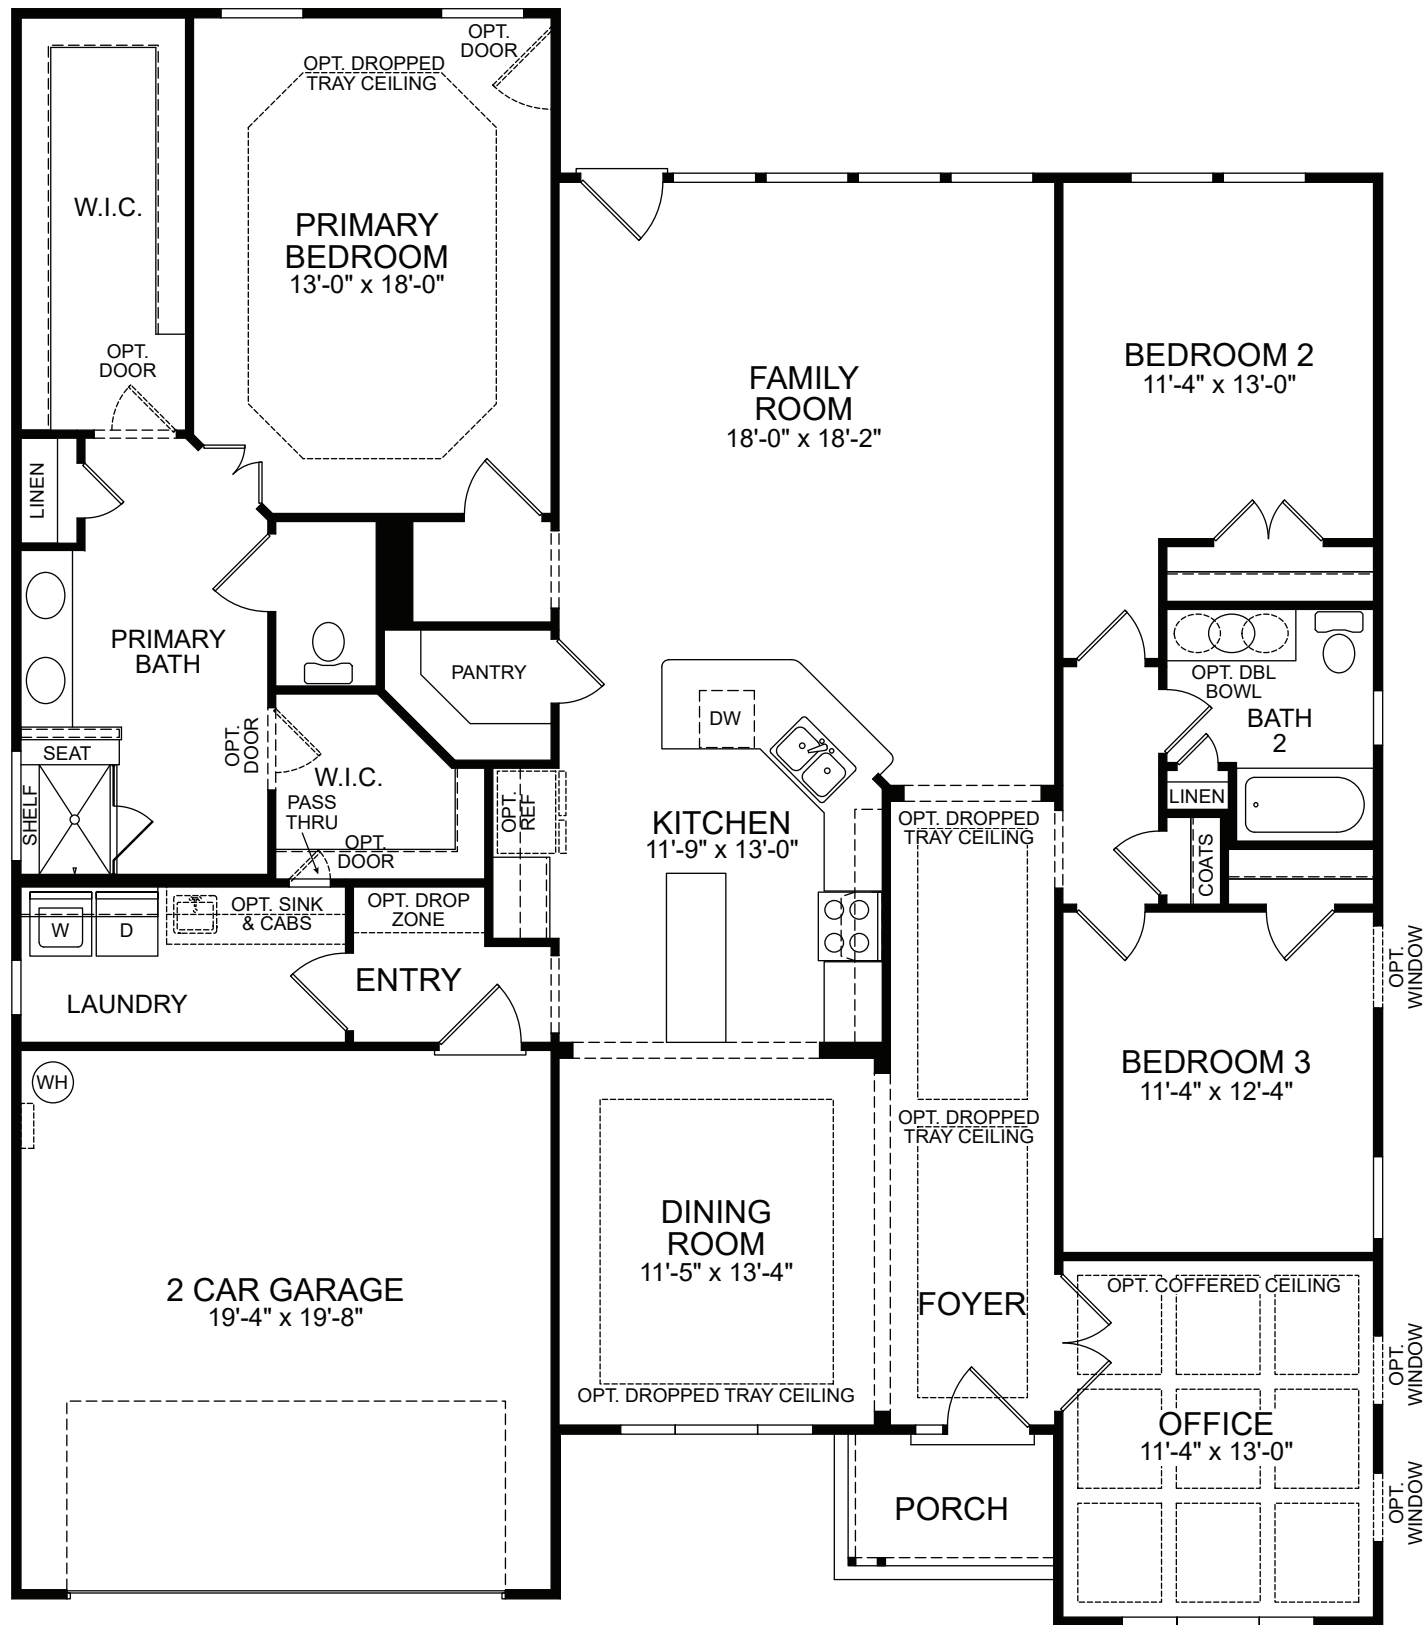 OPT.
DOOR
OPT. DROPPED
TRAY CEILING
W.I.C.
PRIMARY
BEDROOM
13'-0" x 18'-0"
OPT.
DOOR
FAMILY
ROOM
18'-0" x 18'-2"
BEDROOM 2
11'-4" x 13'-0"
LINEN
PRIMARY
BATH
PANTRY
OPT. DBL
BOWL
BATH
2
DW
OPT.
DOOR
SEAT
W.I.C.
SHELF
PASS
THRU
OPT.
DOOR
OPT.
REF
KITCHEN
11'-9" x 13'-0"
OPT. DROPPED
TRAY CEILING
LINEN
COATS
W
D
OPT. SINK
& CABS
OPT. DROP
ZONE
ENTRY
LAUNDRY
OPT.
WINDOW
WH
BEDROOM 3
11'-4" x 12'-4"
OPT. DROPPED
TRAY CEILING
DINING
ROOM
11'-5" x 13'-4"
2 CAR GARAGE
19'-4" x 19'-8"
FOYER
OPT. COFFERED CEILING
OPT.
WINDOW
OPT. DROPPED TRAY CEILING
OFFICE
11'-4" x 13'-0"
PORCH
OPT.
WINDOW